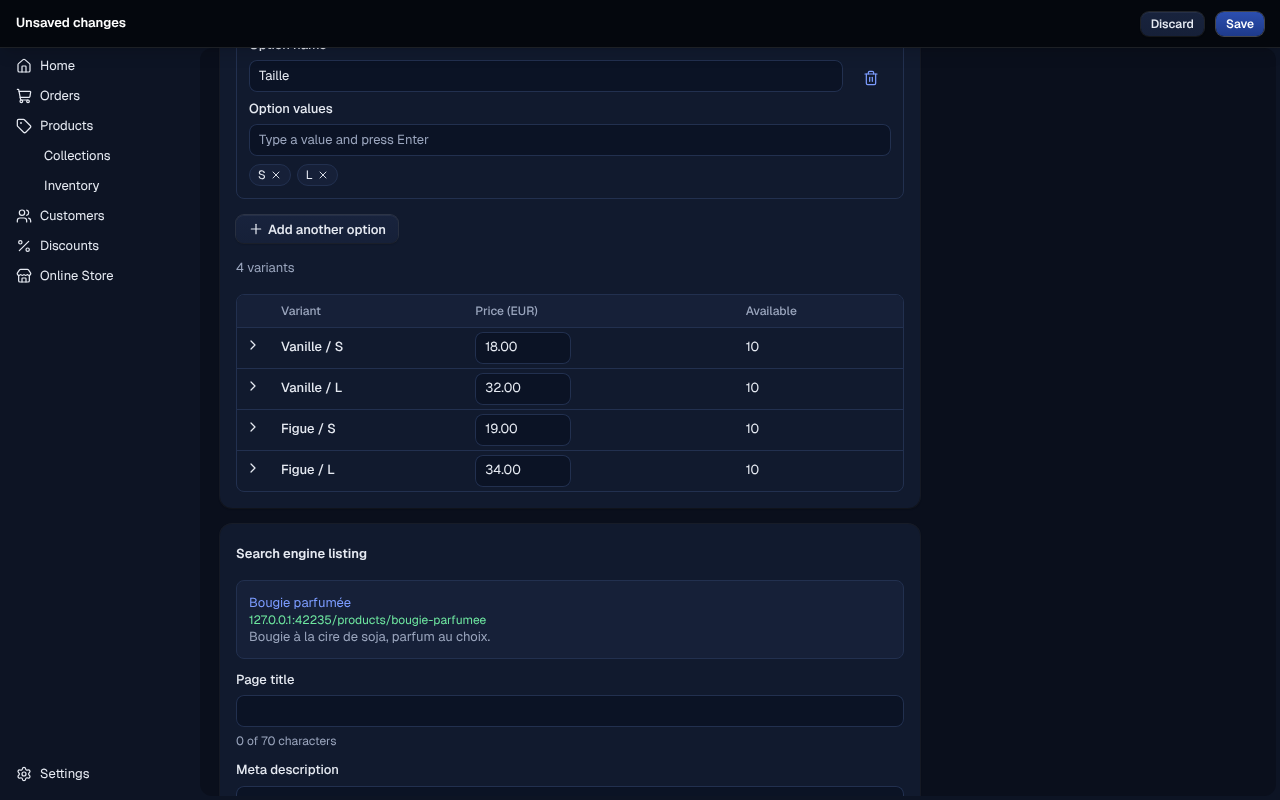 Unsaved changes
Discard
Save
Home
Orders
Products
Collections
Inventory
Customers
Discounts
Online Store
Settings
Option name
Taille
Option values
Type a value and press Enter
S
L
Add another option
4 variants
Variant Price (EUR) Available
Vanille / S 18.00 10
Vanille / L 32.00 10
Figue / S 19.00 10
Figue / L 34.00 10
Search engine listing
Bougie parfumée
127.0.0.1:42235/products/bougie-parfumee
Bougie à la cire de soja, parfum au choix.
Page title
0 of 70 characters
Meta description